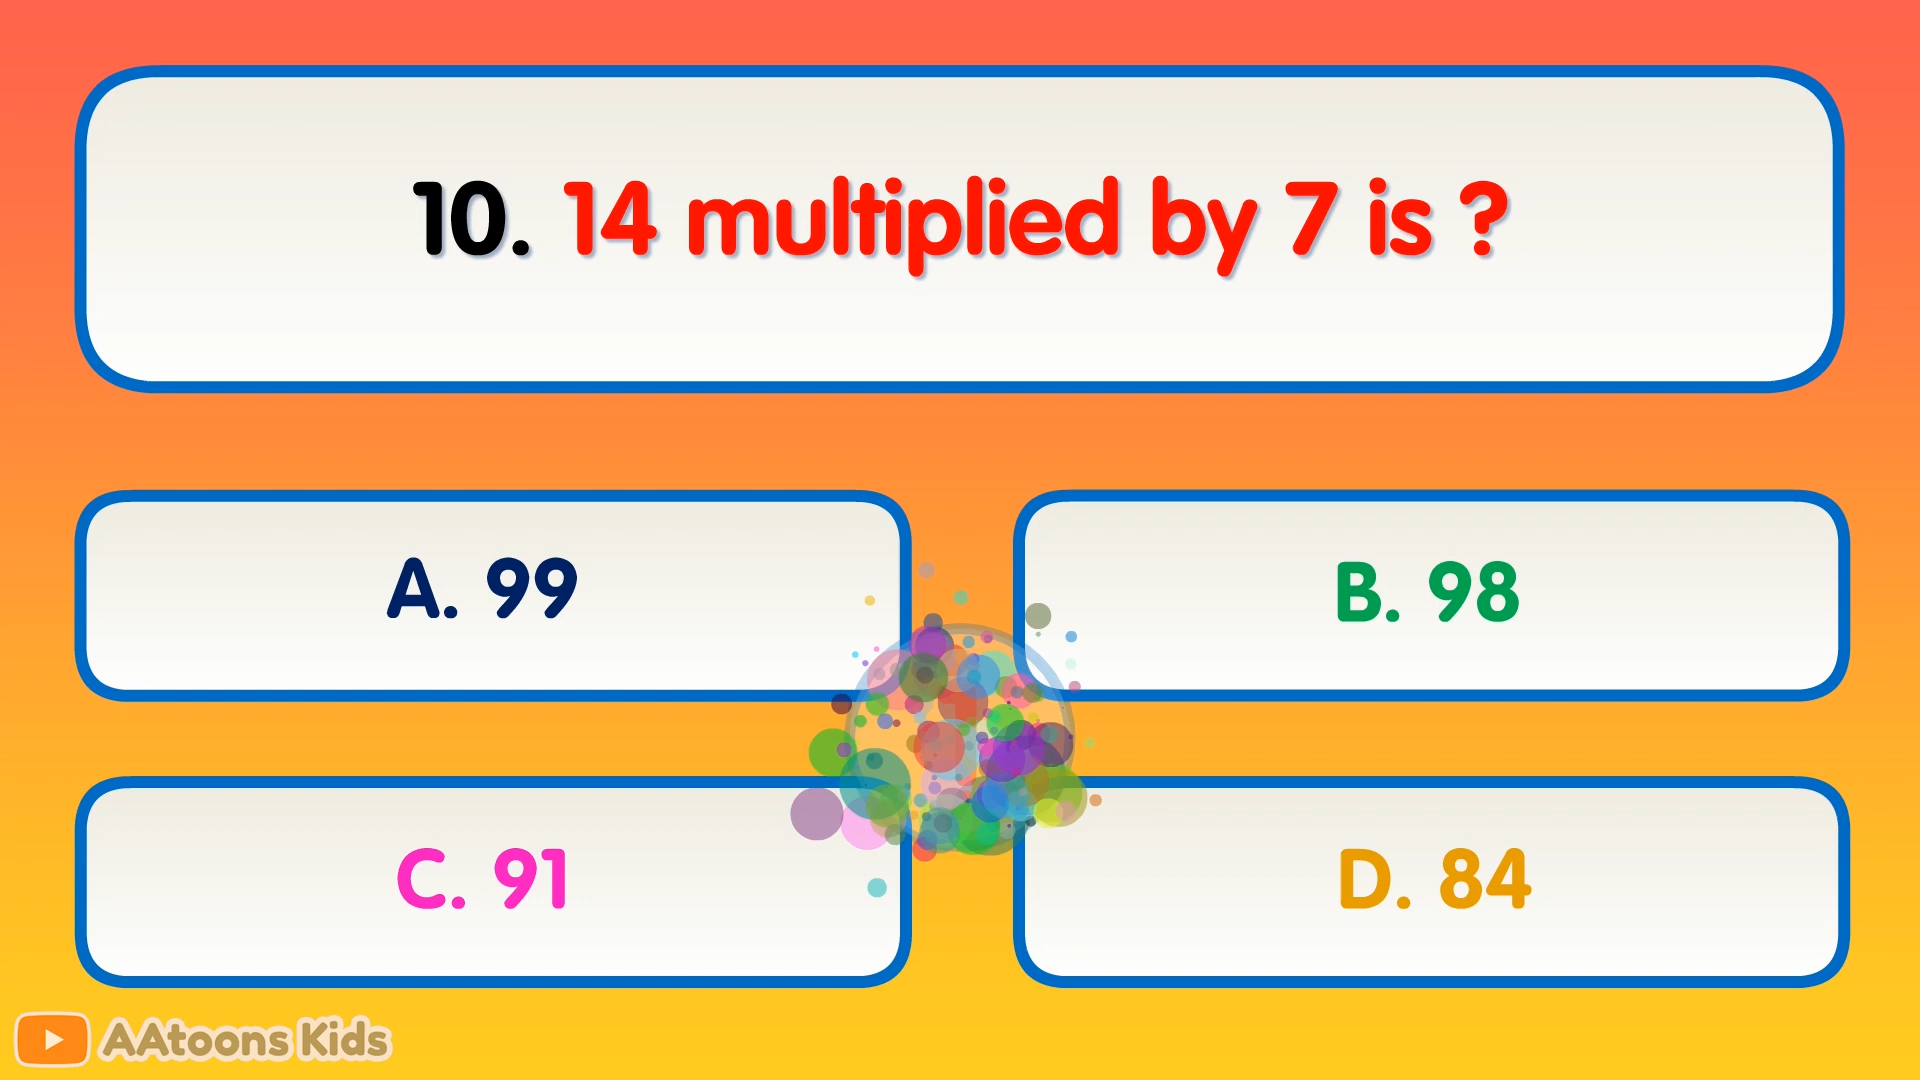 10. 14 multiplied by 7 is ?
A. 99
B. 98
C. 91
D. 84
AAtoons Kids